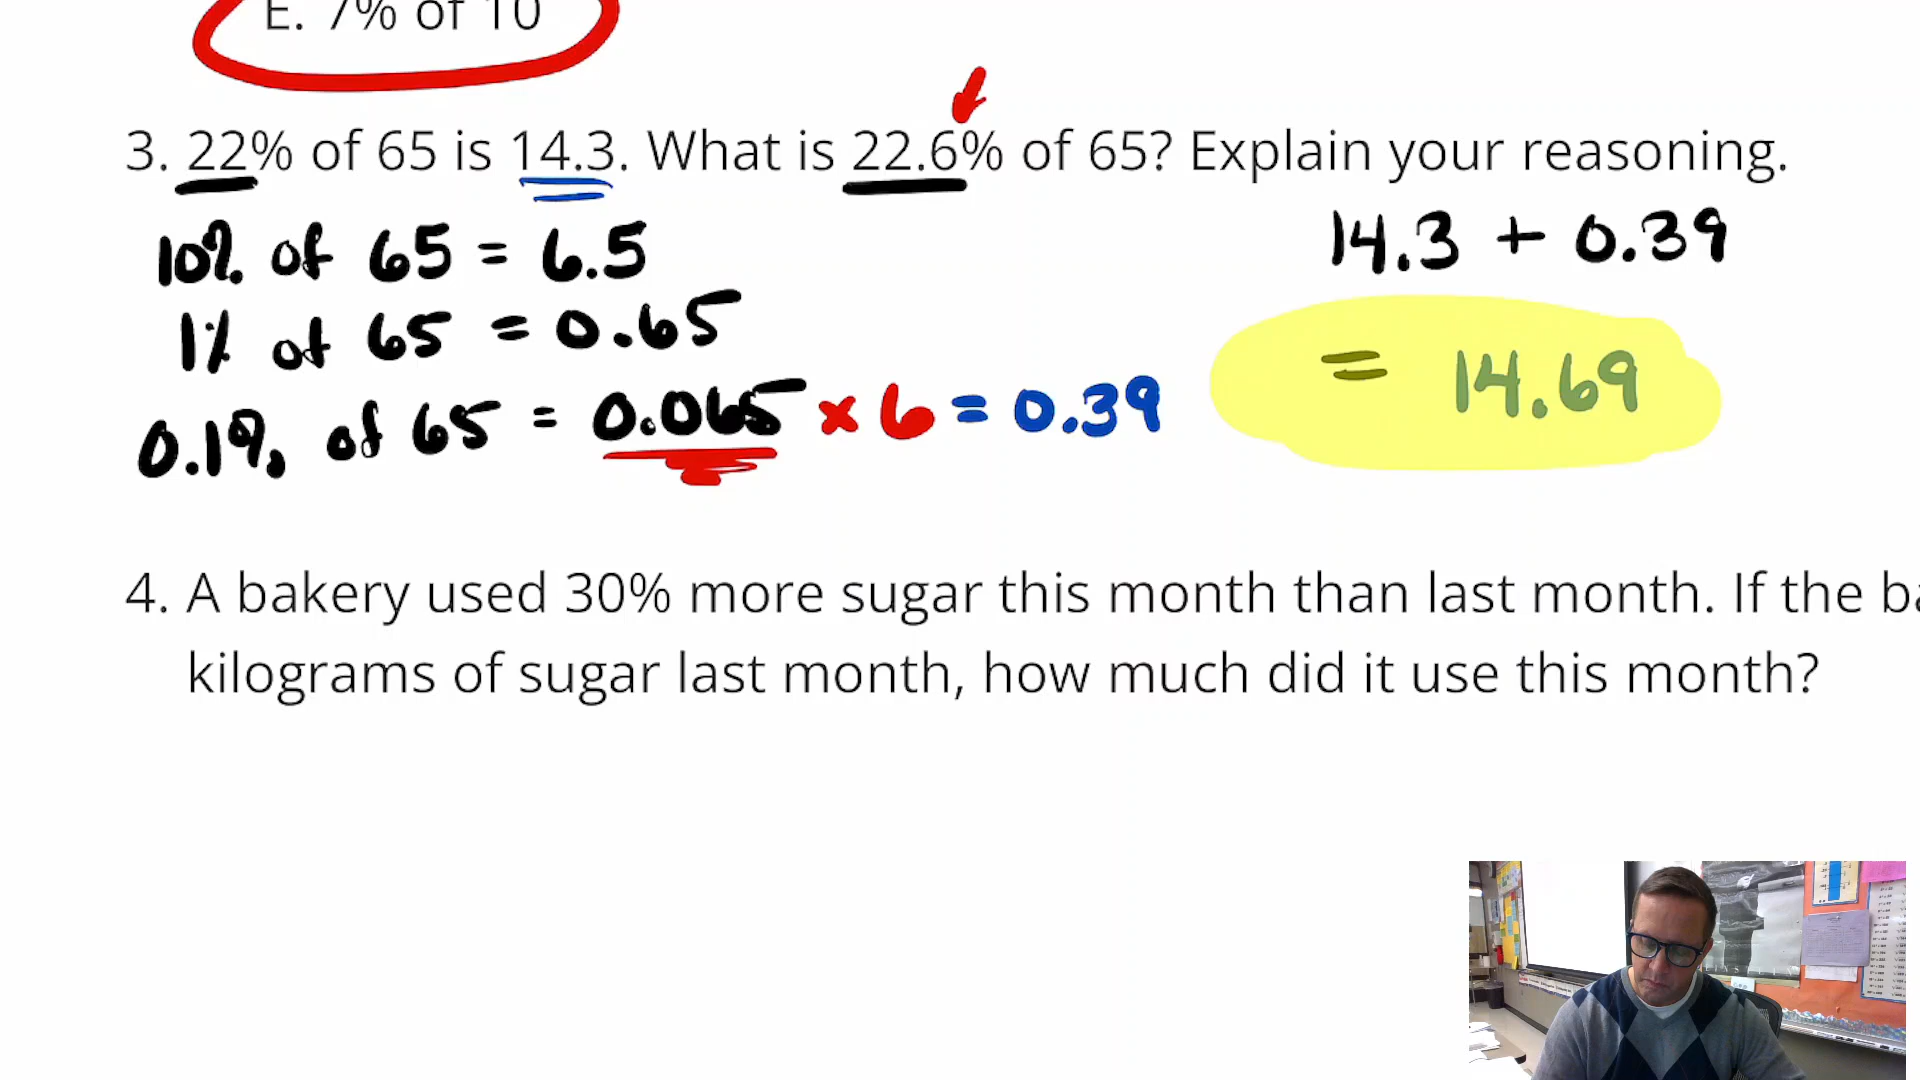 E. 7% of 10
3. 22% of 65 is 14.3. What is 22.6% of 65? Explain your reasoning.
10% of 65 = 6.5
14.3 + 0.39
1% of 65 = 0.65
= 14.69
0.1% of 65 = 0.065 × 6 = 0.39
4. A bakery used 30% more sugar this month than last month. If the ba
kilograms of sugar last month, how much did it use this month?